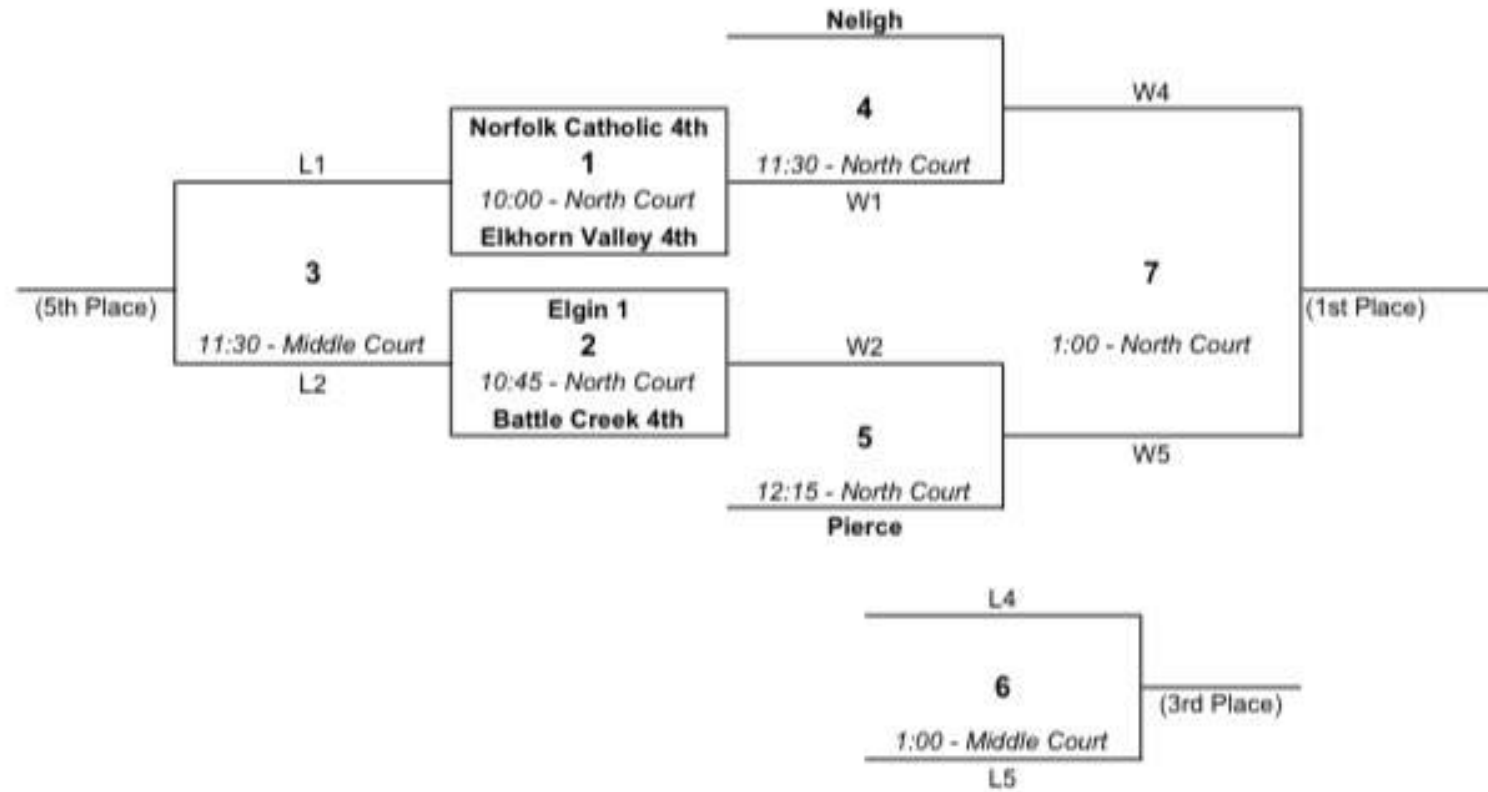 Neligh
W4
Norfolk Catholic 4th
4
L1
1
11:30 - North Court
10:00 - North Court
W1
Elkhorn Valley 4th
3
7
(5th Place)
Elgin 1
(1st Place)
11:30 - Middle Court
2
W2
1:00 - North Court
L2
10:45 - North Court
Battle Creek 4th
5
W5
12:15 - North Court
Pierce
L4
6
(3rd Place)
1:00 - Middle Court
L5